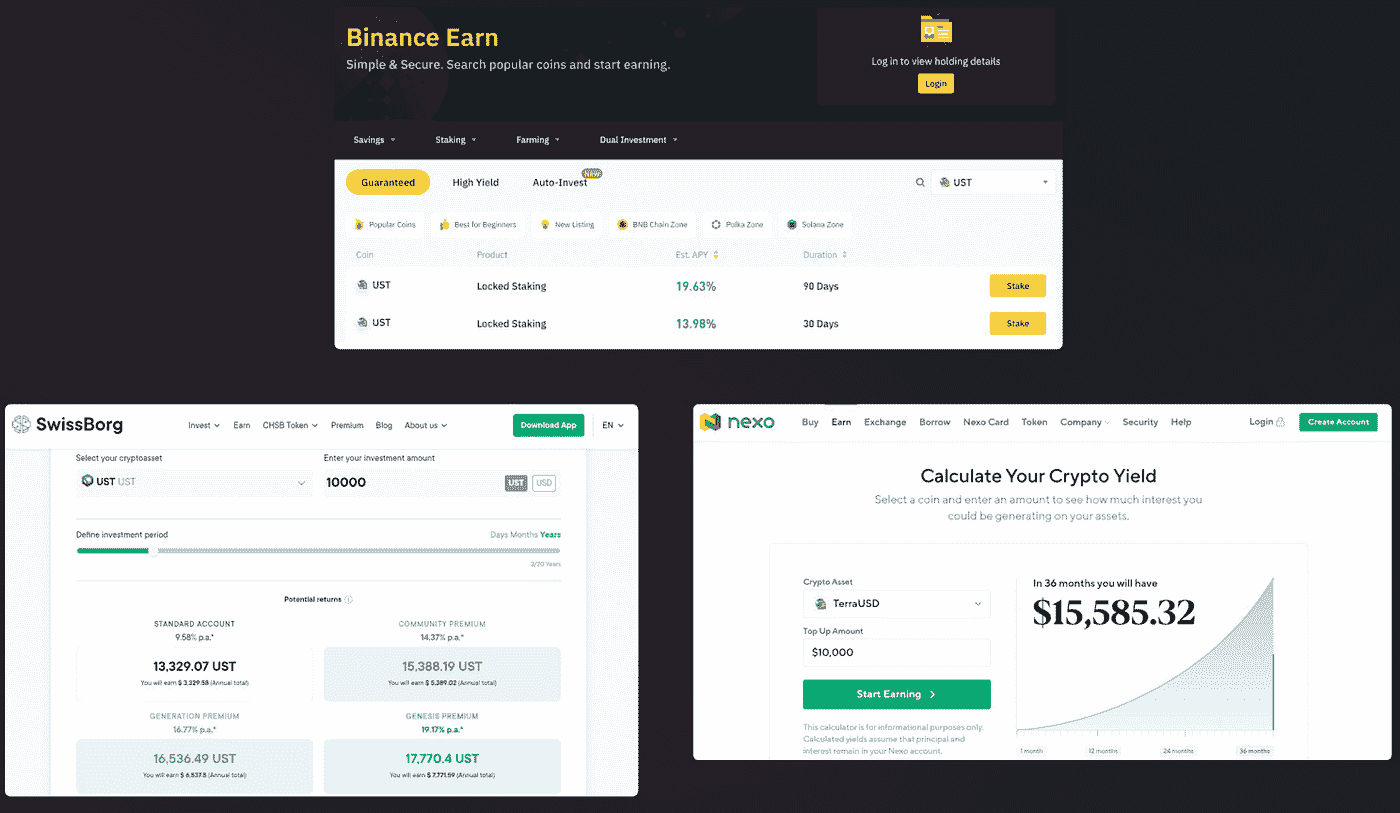 Binance Earn
Simple & Secure. Search popular coins and start earning.
Log in to view holding details
Login
Savings Staking Farming Dual Investment
Guaranteed High Yield Auto-Invest New UST
Popular Coins Best for Beginners New Listing BNB Chain Zone Polka Zone Solana Zone
Coin Product Est. APY Duration
UST Locked Staking 19.63% 90 Days Stake
UST Locked Staking 13.98% 30 Days Stake
SwissBorg Invest Earn CHSB Token Premium Blog About us Download App EN
Select your cryptoasset Enter your investment amount
UST UST 10000 UST USD
Define investment period Days Months Years
Potential returns
STANDARD ACCOUNT COMMUNITY PREMIUM
9.58% p.a.* 14.37% p.a.*
13,329.07 UST 15,388.19 UST
You will earn $ 3,329.58 (Annual total) You will earn $ 5,389.02 (Annual total)
GENERATION PREMIUM GENESIS PREMIUM
16.77% p.a.* 19.17% p.a.*
16,536.49 UST 17,770.4 UST
You will earn $ 6,537.5 (Annual total) You will earn $ 7,771.59 (Annual total)
nexo Buy Earn Exchange Borrow Nexo Card Token Company Security Help Login Create Account
Calculate Your Crypto Yield
Select a coin and enter an amount to see how much interest you
could be generating on your assets.
Crypto Asset
TerraUSD
Top Up Amount
$10,000
Start Earning
This calculator is for informational purposes only.
Calculated yields assume that principal and
interest remain in your Nexo account.
In 36 months you will have
$15,585.32
1 month 12 months 24 months 36 months